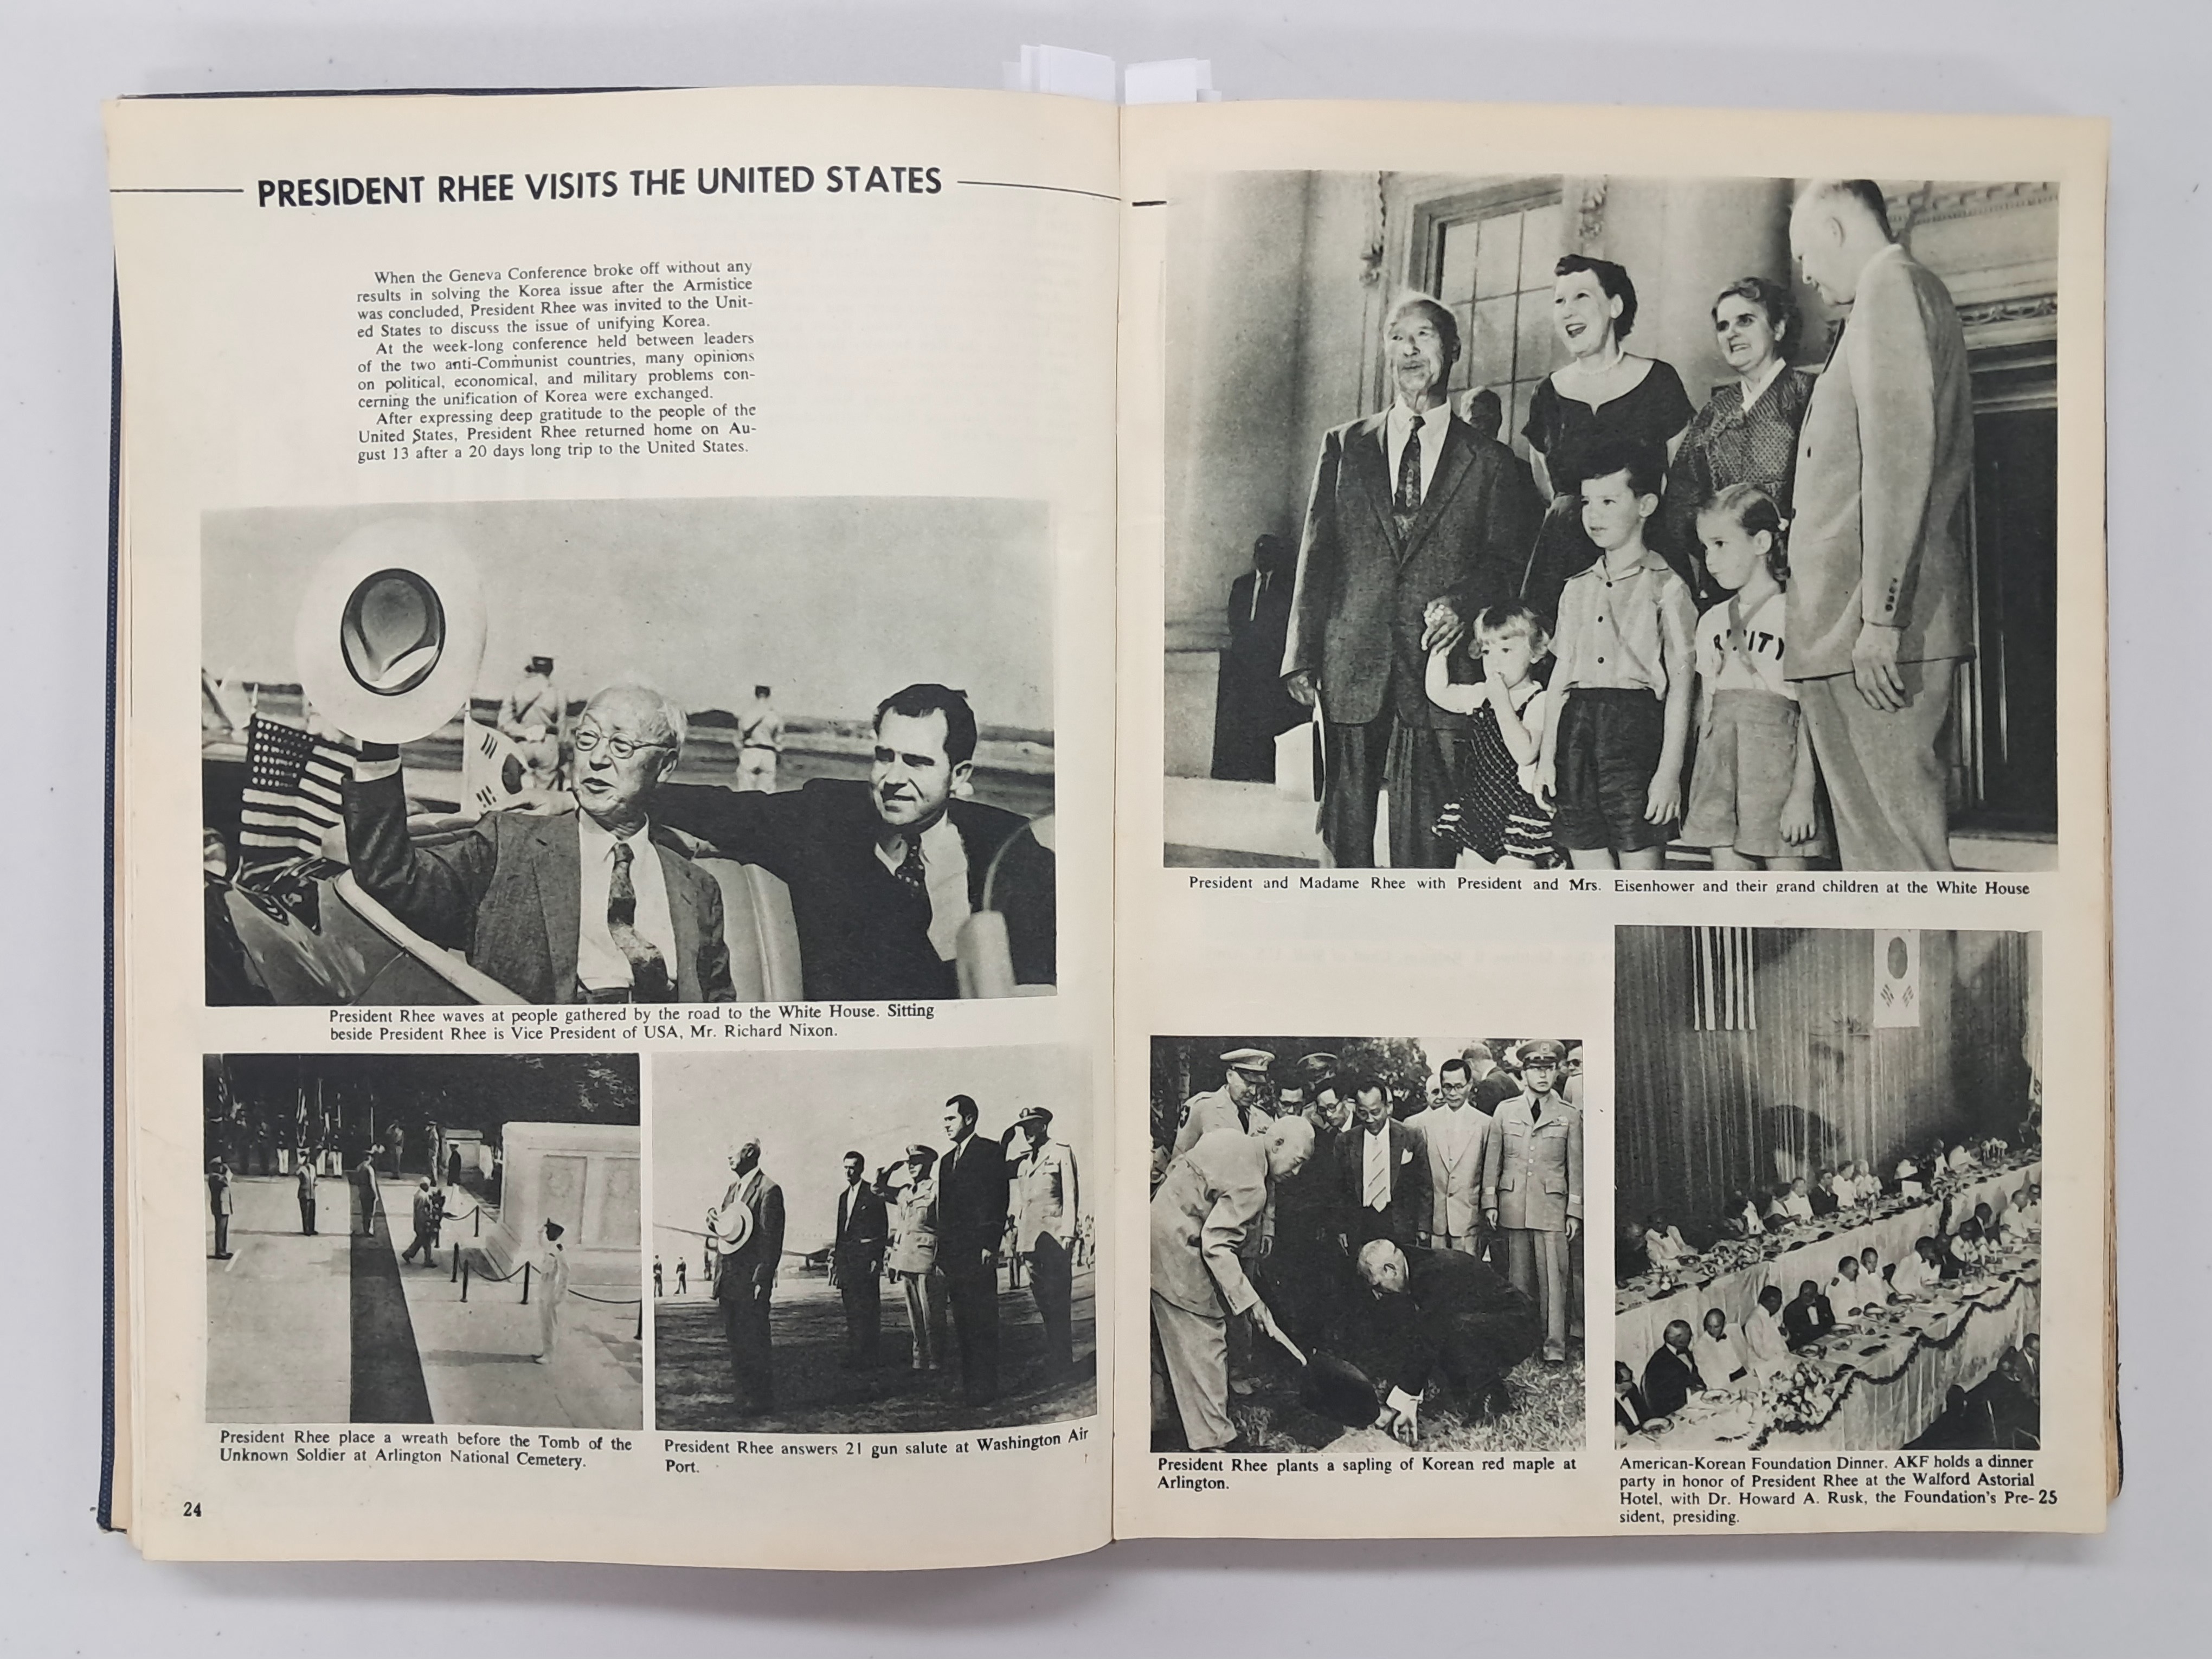 PRESIDENT RHEE VISITS THE UNITED STATES
When the Geneva Conference broke off without any
results in solving the Korea issue after the Armistice
was concluded, President Rhee was invited to the Unit-
ed States to discuss the issue of unifying Korea.
At the week-long conference held between leaders
of the two anti-Communist countries, many opinions
on political, economical, and military problems con-
cerning the unification of Korea were exchanged.
After expressing deep gratitude to the people of the
United States, President Rhee returned home on Au-
gust 13 after a 20 days long trip to the United States.
President Rhee waves at people gathered by the road to the White House. Sitting
beside President Rhee is Vice President of USA, Mr. Richard Nixon.
President Rhee place a wreath before the Tomb of the
Unknown Soldier at Arlington National Cemetery.
President Rhee answers 21 gun salute at Washington Air
Port.
24
President and Madame Rhee with President and Mrs. Eisenhower and their grand children at the White House
President Rhee plants a sapling of Korean red maple at
Arlington.
American-Korean Foundation Dinner. AKF holds a dinner
party in honor of President Rhee at the Walford Astorial
Hotel, with Dr. Howard A. Rusk, the Foundation's Pre-
sident, presiding.
25